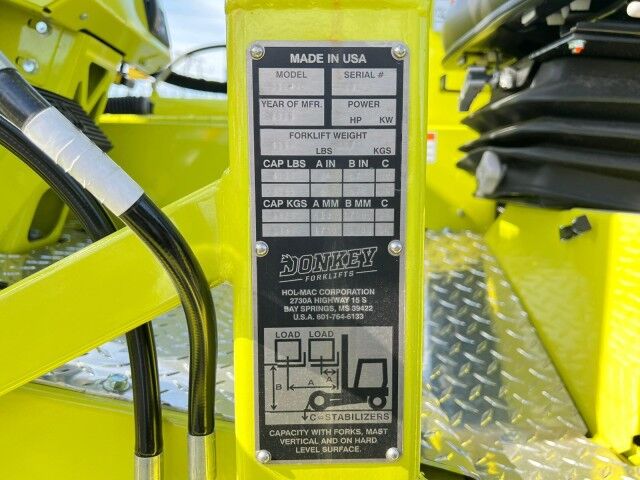 MADE IN USA
MODEL SERIAL #
YEAR OF MFR. POWER
HP KW
FORKLIFT WEIGHT
LBS KGS
CAP LBS A IN B IN C
CAP KGS A MM B MM C
DONKEY
FORKLIFTS
HOL-MAC CORPORATION
2730A HIGHWAY 15 S
BAY SPRINGS, MS 39422
U.S.A. 601-764-6133
LOAD LOAD
A
B A
C=STABILIZERS
CAPACITY WITH FORKS, MAST
VERTICAL AND ON HARD
LEVEL SURFACE.